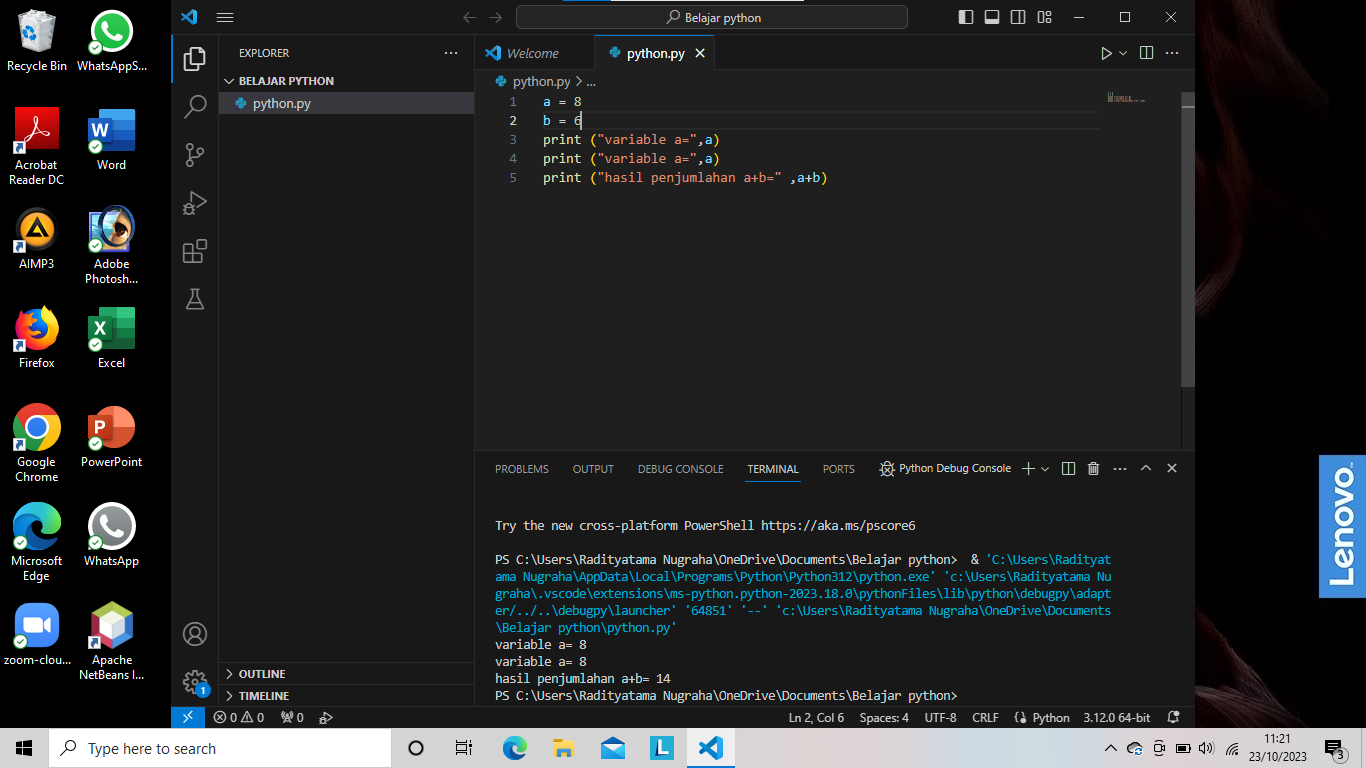 Recycle Bin
WhatsAppS...
Acrobat
Reader DC
Word
AIMP3
Adobe
Photosh...
Firefox
Excel
Google
Chrome
PowerPoint
Microsoft
Edge
WhatsApp
zoom-clou...
Apache
NetBeans I...
Belajar python
EXPLORER
BELAJAR PYTHON
python.py
OUTLINE
TIMELINE
Welcome
python.py
python.py > ...
1 a = 8
2 b = 6
3 print ("variable a=",a)
4 print ("variable a=",a)
5 print ("hasil penjumlahan a+b=" ,a+b)
PROBLEMS OUTPUT DEBUG CONSOLE TERMINAL PORTS Python Debug Console
Try the new cross-platform PowerShell https://aka.ms/pscore6
PS C:\Users\Radityatama Nugraha\OneDrive\Documents\Belajar python>  & 'C:\Users\Radityat
ama Nugraha\AppData\Local\Programs\Python\Python312\python.exe' 'c:\Users\Radityatama Nu
graha\.vscode\extensions\ms-python.python-2023.18.0\pythonFiles\lib\python\debugpy\adapt
er/../..\debugpy\launcher' '64851' '--' 'c:\Users\Radityatama Nugraha\OneDrive\Documents
\Belajar python\python.py'
variable a= 8
variable a= 8
hasil penjumlahan a+b= 14
PS C:\Users\Radityatama Nugraha\OneDrive\Documents\Belajar python>
1
0 0 0
Ln 2, Col 6 Spaces: 4 UTF-8 CRLF Python 3.12.0 64-bit
Lenovo
Type here to search
L
11:21
23/10/2023
3